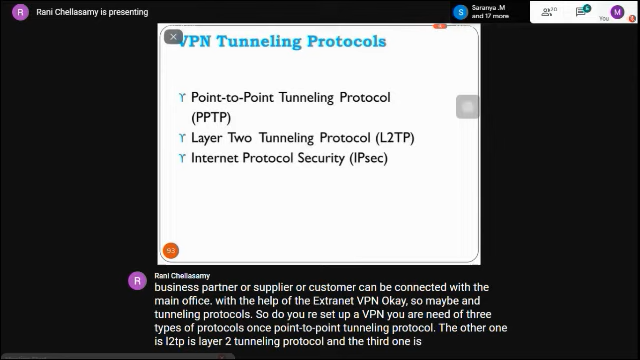 Rani Chellasamy is presenting
S
Saranya .M
and 17 more
20
6
You
M
VPN Tunneling Protocols
Point-to-Point Tunneling Protocol
(PPTP)
Layer Two Tunneling Protocol (L2TP)
Internet Protocol Security (IPsec)
93
R
Rani Chellasamy
business partner or supplier or customer can be connected with the
main office. with the help of the Extranet VPN Okay, so maybe and
tunneling protocols. So do you re set up a VPN you are need of three
types of protocols once point-to-point tunneling protocol. The other one
is l2tp is layer 2 tunneling protocol and the third one is